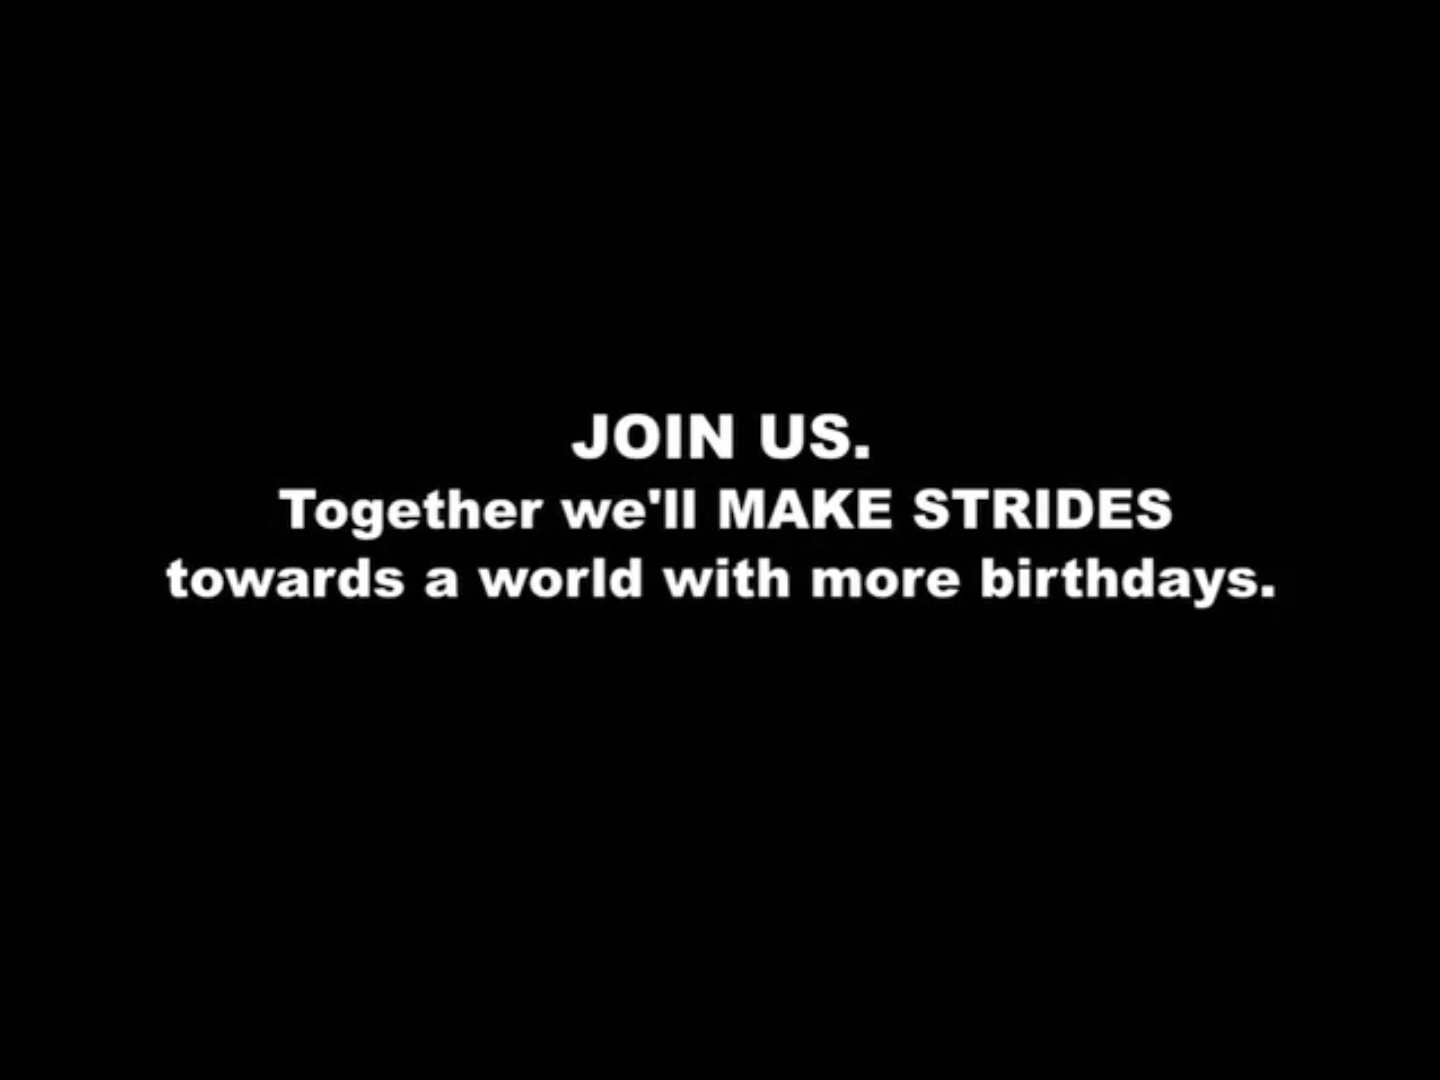 JOIN US.
Together we'll MAKE STRIDES
towards a world with more birthdays.